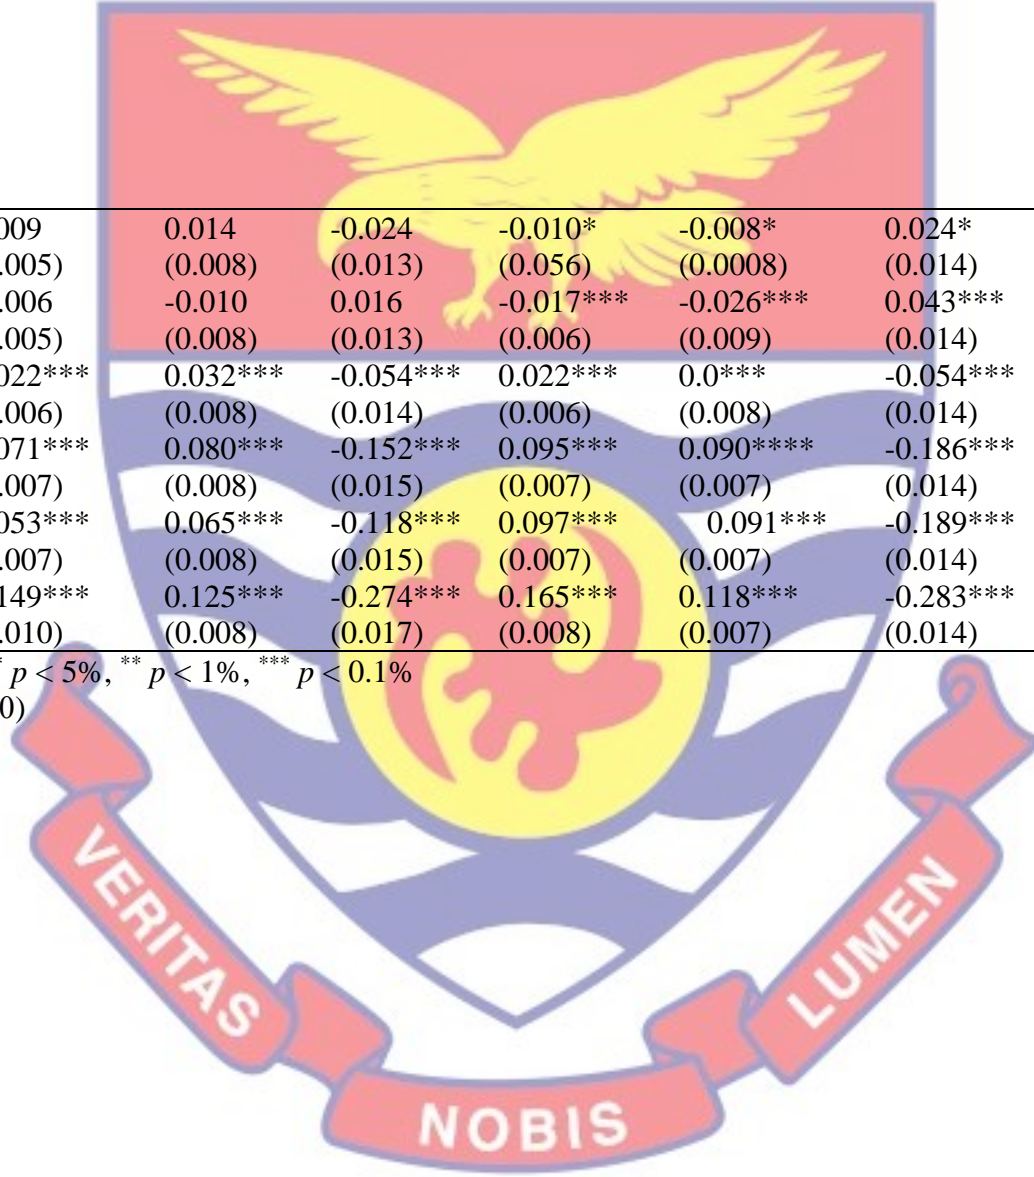 009 0.014 -0.024 -0.010* -0.008* 0.024*
.005) (0.008) (0.013) (0.056) (0.0008) (0.014)
.006 -0.010 0.016 -0.017*** -0.026*** 0.043***
.005) (0.008) (0.013) (0.006) (0.009) (0.014)
022*** 0.032*** -0.054*** 0.022*** 0.0*** -0.054***
.006) (0.008) (0.014) (0.006) (0.008) (0.014)
071*** 0.080*** -0.152*** 0.095*** 0.090**** -0.186***
.007) (0.008) (0.015) (0.007) (0.007) (0.014)
053*** 0.065*** -0.118*** 0.097*** 0.091*** -0.189***
.007) (0.008) (0.015) (0.007) (0.007) (0.014)
149*** 0.125*** -0.274*** 0.165*** 0.118*** -0.283***
.010) (0.008) (0.017) (0.008) (0.007) (0.014)
* p < 5%, ** p < 1%, *** p < 0.1%
0)
VERITAS NOBIS LUMEN